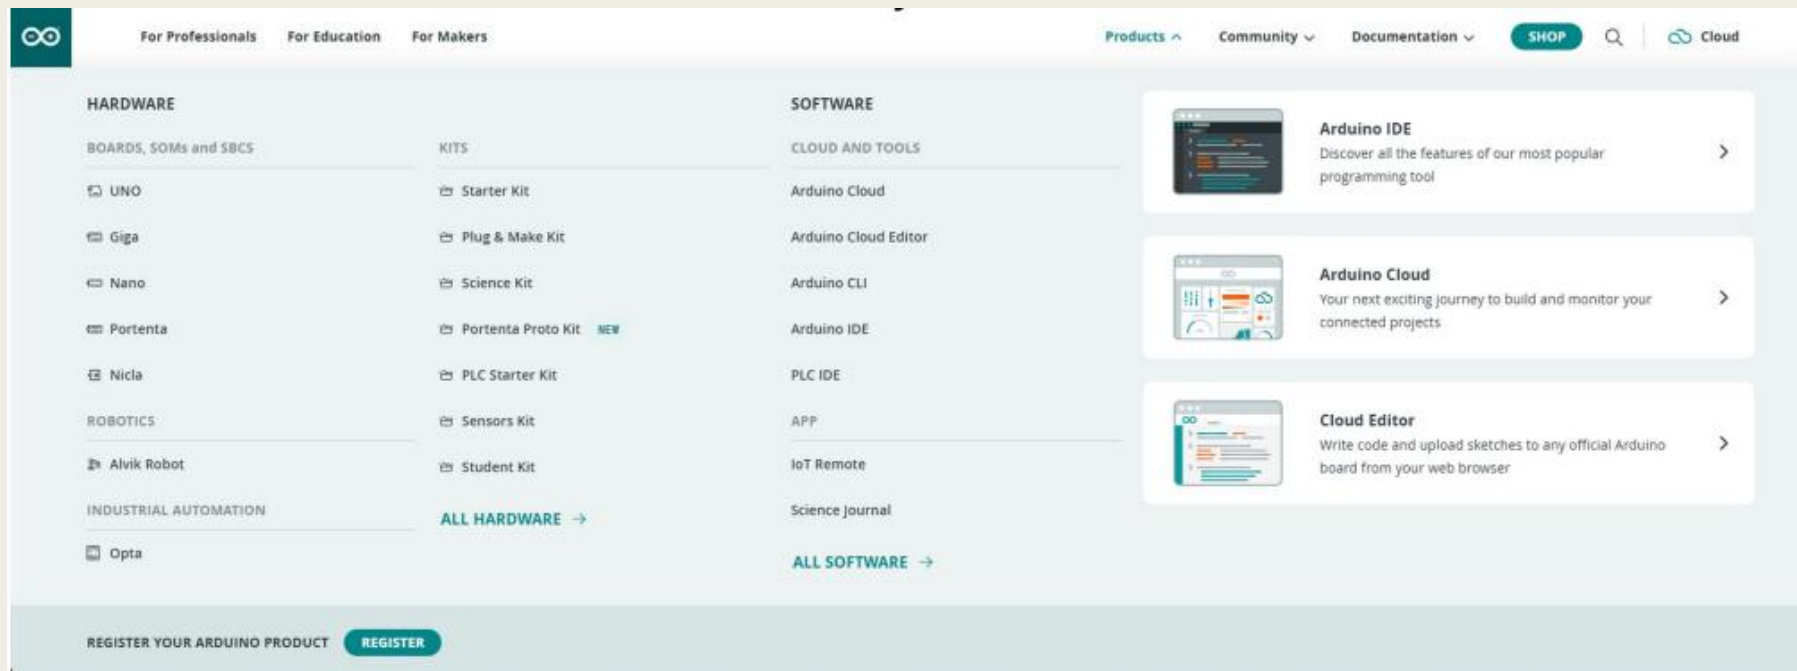 For Professionals For Education For Makers Products Community Documentation SHOP Cloud
HARDWARE
BOARDS, SOMs and SBCS
UNO
Giga
Nano
Portenta
Nicla
ROBOTICS
Alvik Robot
INDUSTRIAL AUTOMATION
Opta
KITS
Starter Kit
Plug & Make Kit
Science Kit
Portenta Proto Kit NEW
PLC Starter Kit
Sensors Kit
Student Kit
ALL HARDWARE →
SOFTWARE
CLOUD AND TOOLS
Arduino Cloud
Arduino Cloud Editor
Arduino CLI
Arduino IDE
PLC IDE
APP
IoT Remote
Science Journal
ALL SOFTWARE →
Arduino IDE
Discover all the features of our most popular
programming tool
Arduino Cloud
Your next exciting journey to build and monitor your
connected projects
Cloud Editor
Write code and upload sketches to any official Arduino
board from your web browser
REGISTER YOUR ARDUINO PRODUCT REGISTER